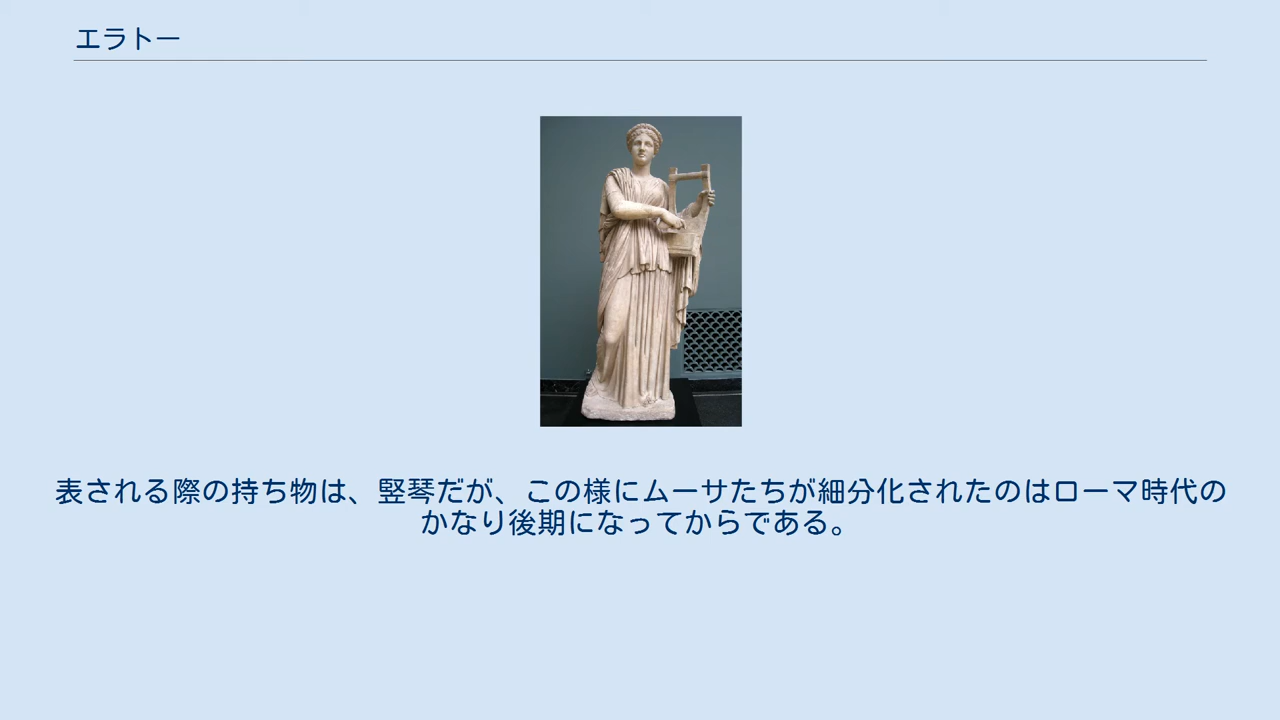 エラトー
表される際の持ち物は、竪琴だが、この様にムーサたちが細分化されたのはローマ時代の
かなり後期になってからである。